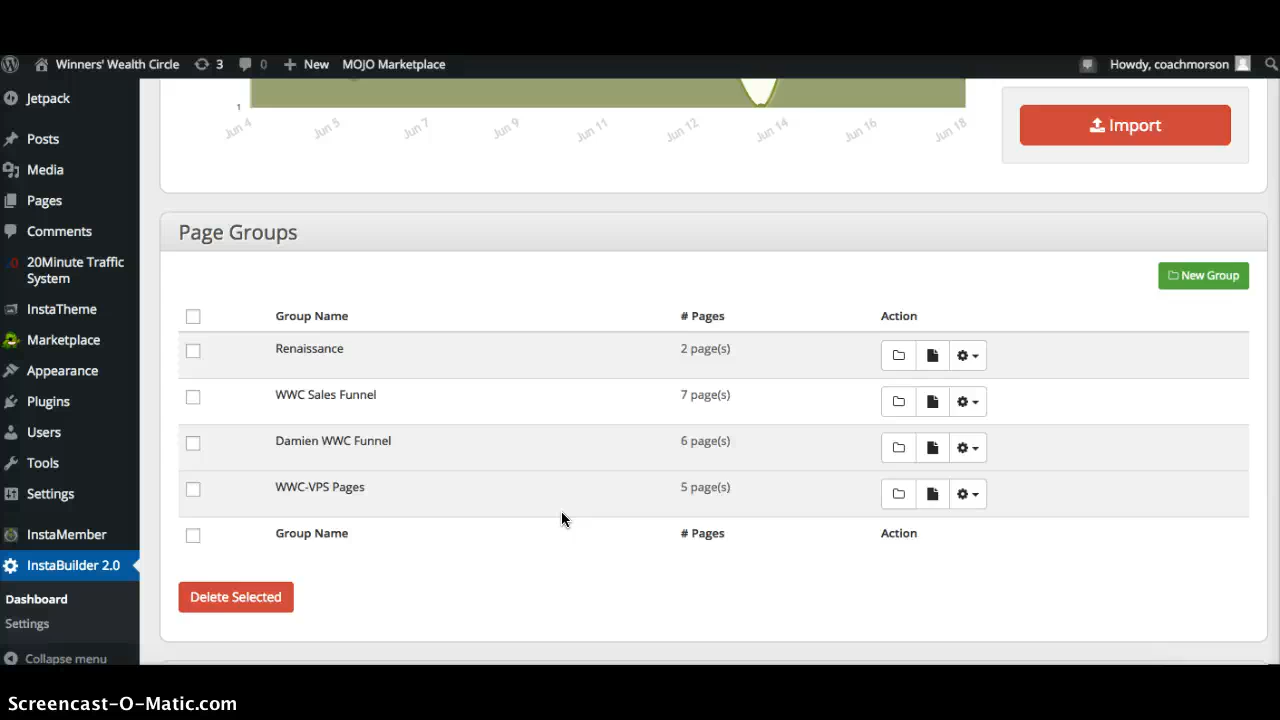 Winners' Wealth Circle 3 0 New MOJO Marketplace Howdy, coachmorson
Jetpack
Posts
Media
Pages
Comments
20Minute Traffic
System
InstaTheme
Marketplace
Appearance
Plugins
Users
Tools
Settings
InstaMember
InstaBuilder 2.0
Dashboard
Settings
Collapse menu
1
Jun 4 Jun 5 Jun 7 Jun 9 Jun 11 Jun 12 Jun 14 Jun 16 Jun 18
Import
Page Groups
New Group
Group Name # Pages Action
Renaissance 2 page(s)
WWC Sales Funnel 7 page(s)
Damien WWC Funnel 6 page(s)
WWC-VPS Pages 5 page(s)
Group Name # Pages Action
Delete Selected
Screencast-O-Matic.com